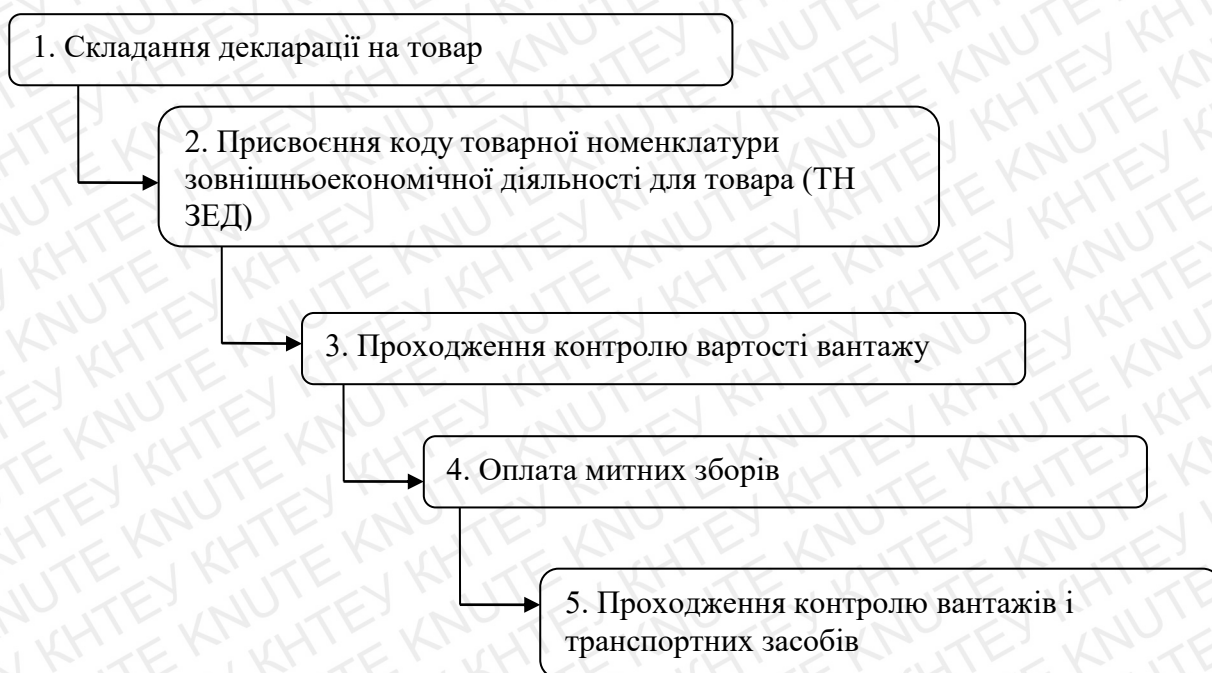 1. Складання декларації на товар
2. Присвоєння коду товарної номенклатури
зовнішньоекономічної діяльності для товара (ТН
ЗЕД)
3. Проходження контролю вартості вантажу
4. Оплата митних зборів
5. Проходження контролю вантажів і
транспортних засобів